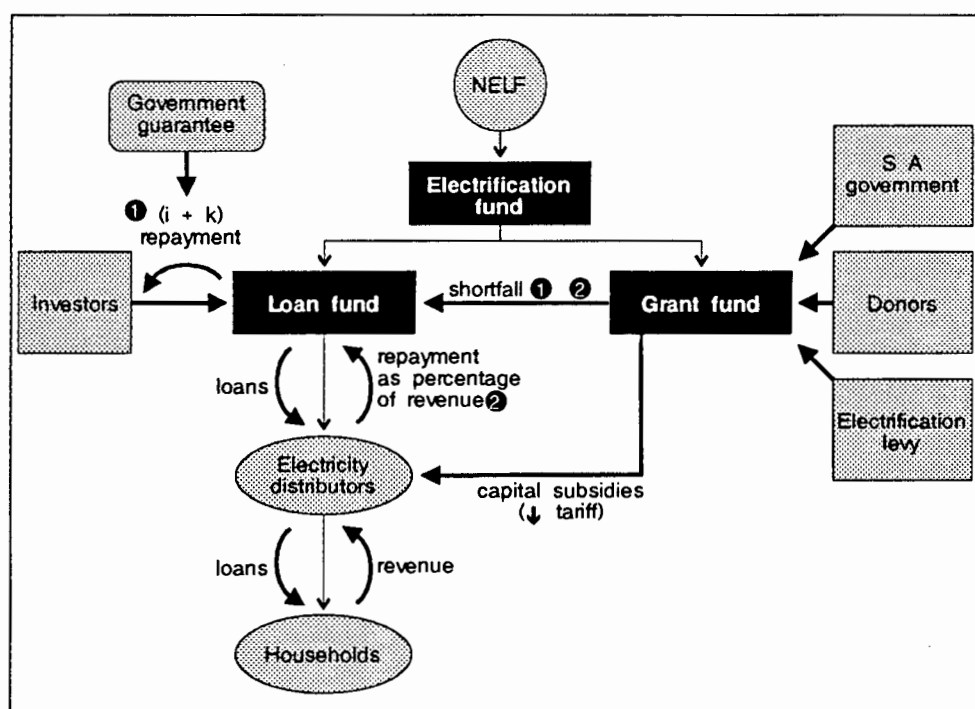 NELF
Government
guarantee
Electrification
fund
S A
government
❶ (i + k)
repayment
Investors
Loan fund
shortfall ❶ ❷
Grant fund
Donors
loans
repayment
as percentage
of revenue❷
Electrification
levy
Electricity
distributors
capital subsidies
(↓ tariff)
loans
revenue
Households